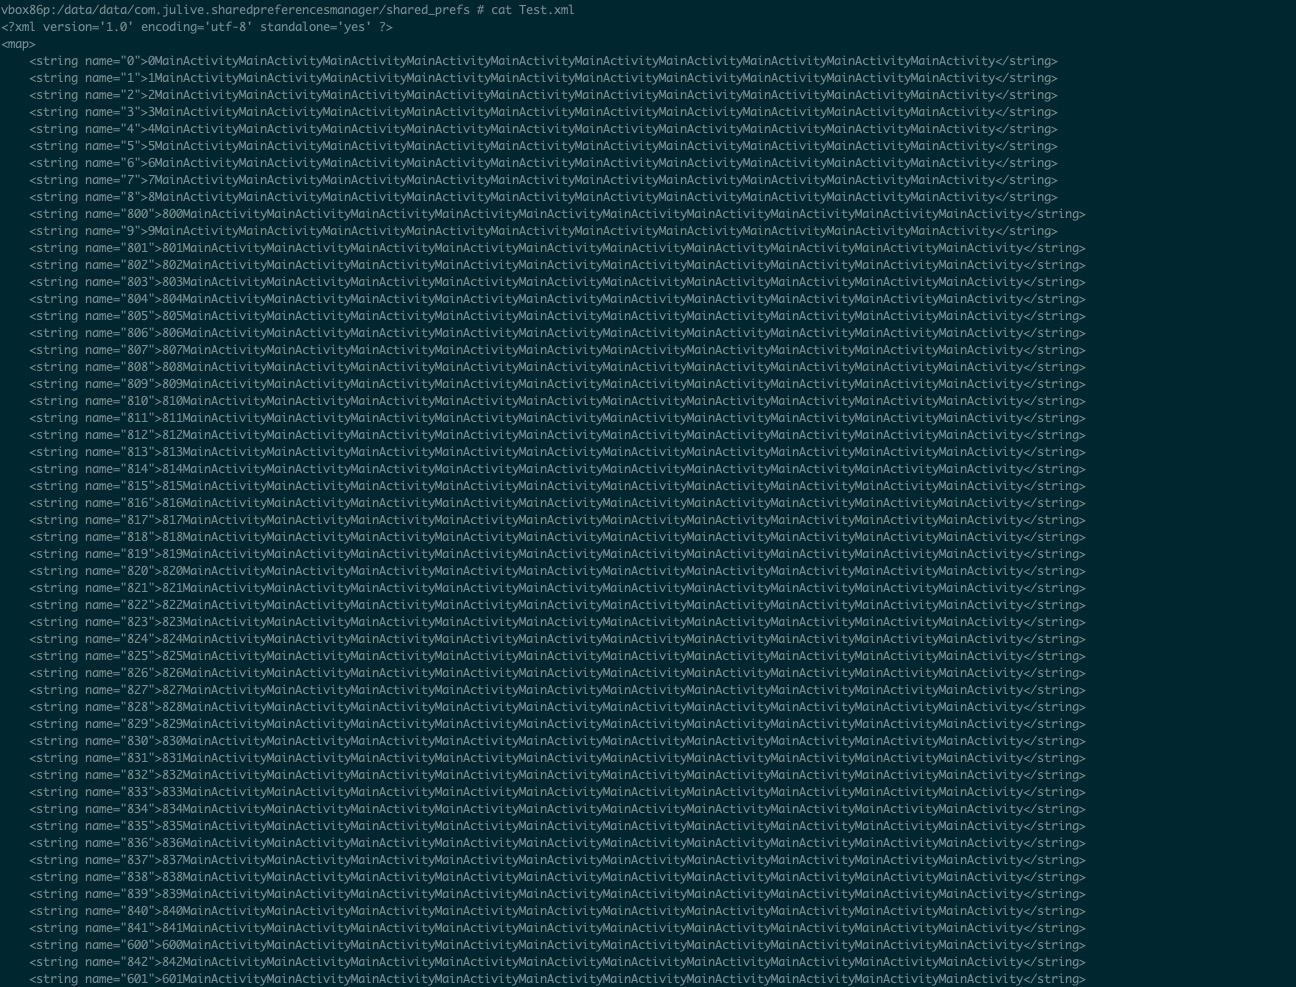 vbox86p:/data/data/com.julive.sharedpreferencesmanager/shared_prefs # cat Test.xml
<?xml version='1.0' encoding='utf-8' standalone='yes' ?>
<map>
<string name="0">0MainActivityMainActivityMainActivityMainActivityMainActivityMainActivityMainActivityMainActivityMainActivityMainActivity</string>
<string name="1">1MainActivityMainActivityMainActivityMainActivityMainActivityMainActivityMainActivityMainActivityMainActivityMainActivity</string>
<string name="2">2MainActivityMainActivityMainActivityMainActivityMainActivityMainActivityMainActivityMainActivityMainActivityMainActivity</string>
<string name="3">3MainActivityMainActivityMainActivityMainActivityMainActivityMainActivityMainActivityMainActivityMainActivityMainActivity</string>
<string name="4">4MainActivityMainActivityMainActivityMainActivityMainActivityMainActivityMainActivityMainActivityMainActivityMainActivity</string>
<string name="5">5MainActivityMainActivityMainActivityMainActivityMainActivityMainActivityMainActivityMainActivityMainActivityMainActivity</string>
<string name="6">6MainActivityMainActivityMainActivityMainActivityMainActivityMainActivityMainActivityMainActivityMainActivityMainActivity</string>
<string name="7">7MainActivityMainActivityMainActivityMainActivityMainActivityMainActivityMainActivityMainActivityMainActivityMainActivity</string>
<string name="8">8MainActivityMainActivityMainActivityMainActivityMainActivityMainActivityMainActivityMainActivityMainActivityMainActivity</string>
<string name="800">800MainActivityMainActivityMainActivityMainActivityMainActivityMainActivityMainActivityMainActivityMainActivityMainActivity</string>
<string name="9">9MainActivityMainActivityMainActivityMainActivityMainActivityMainActivityMainActivityMainActivityMainActivityMainActivity</string>
<string name="801">801MainActivityMainActivityMainActivityMainActivityMainActivityMainActivityMainActivityMainActivityMainActivityMainActivity</string>
<string name="802">802MainActivityMainActivityMainActivityMainActivityMainActivityMainActivityMainActivityMainActivityMainActivityMainActivity</string>
<string name="803">803MainActivityMainActivityMainActivityMainActivityMainActivityMainActivityMainActivityMainActivityMainActivityMainActivity</string>
<string name="804">804MainActivityMainActivityMainActivityMainActivityMainActivityMainActivityMainActivityMainActivityMainActivityMainActivity</string>
<string name="805">805MainActivityMainActivityMainActivityMainActivityMainActivityMainActivityMainActivityMainActivityMainActivityMainActivity</string>
<string name="806">806MainActivityMainActivityMainActivityMainActivityMainActivityMainActivityMainActivityMainActivityMainActivityMainActivity</string>
<string name="807">807MainActivityMainActivityMainActivityMainActivityMainActivityMainActivityMainActivityMainActivityMainActivityMainActivity</string>
<string name="808">808MainActivityMainActivityMainActivityMainActivityMainActivityMainActivityMainActivityMainActivityMainActivityMainActivity</string>
<string name="809">809MainActivityMainActivityMainActivityMainActivityMainActivityMainActivityMainActivityMainActivityMainActivityMainActivity</string>
<string name="810">810MainActivityMainActivityMainActivityMainActivityMainActivityMainActivityMainActivityMainActivityMainActivityMainActivity</string>
<string name="811">811MainActivityMainActivityMainActivityMainActivityMainActivityMainActivityMainActivityMainActivityMainActivityMainActivity</string>
<string name="812">812MainActivityMainActivityMainActivityMainActivityMainActivityMainActivityMainActivityMainActivityMainActivityMainActivity</string>
<string name="813">813MainActivityMainActivityMainActivityMainActivityMainActivityMainActivityMainActivityMainActivityMainActivityMainActivity</string>
<string name="814">814MainActivityMainActivityMainActivityMainActivityMainActivityMainActivityMainActivityMainActivityMainActivityMainActivity</string>
<string name="815">815MainActivityMainActivityMainActivityMainActivityMainActivityMainActivityMainActivityMainActivityMainActivityMainActivity</string>
<string name="816">816MainActivityMainActivityMainActivityMainActivityMainActivityMainActivityMainActivityMainActivityMainActivityMainActivity</string>
<string name="817">817MainActivityMainActivityMainActivityMainActivityMainActivityMainActivityMainActivityMainActivityMainActivityMainActivity</string>
<string name="818">818MainActivityMainActivityMainActivityMainActivityMainActivityMainActivityMainActivityMainActivityMainActivityMainActivity</string>
<string name="819">819MainActivityMainActivityMainActivityMainActivityMainActivityMainActivityMainActivityMainActivityMainActivityMainActivity</string>
<string name="820">820MainActivityMainActivityMainActivityMainActivityMainActivityMainActivityMainActivityMainActivityMainActivityMainActivity</string>
<string name="821">821MainActivityMainActivityMainActivityMainActivityMainActivityMainActivityMainActivityMainActivityMainActivityMainActivity</string>
<string name="822">822MainActivityMainActivityMainActivityMainActivityMainActivityMainActivityMainActivityMainActivityMainActivityMainActivity</string>
<string name="823">823MainActivityMainActivityMainActivityMainActivityMainActivityMainActivityMainActivityMainActivityMainActivityMainActivity</string>
<string name="824">824MainActivityMainActivityMainActivityMainActivityMainActivityMainActivityMainActivityMainActivityMainActivityMainActivity</string>
<string name="825">825MainActivityMainActivityMainActivityMainActivityMainActivityMainActivityMainActivityMainActivityMainActivityMainActivity</string>
<string name="826">826MainActivityMainActivityMainActivityMainActivityMainActivityMainActivityMainActivityMainActivityMainActivityMainActivity</string>
<string name="827">827MainActivityMainActivityMainActivityMainActivityMainActivityMainActivityMainActivityMainActivityMainActivityMainActivity</string>
<string name="828">828MainActivityMainActivityMainActivityMainActivityMainActivityMainActivityMainActivityMainActivityMainActivityMainActivity</string>
<string name="829">829MainActivityMainActivityMainActivityMainActivityMainActivityMainActivityMainActivityMainActivityMainActivityMainActivity</string>
<string name="830">830MainActivityMainActivityMainActivityMainActivityMainActivityMainActivityMainActivityMainActivityMainActivityMainActivity</string>
<string name="831">831MainActivityMainActivityMainActivityMainActivityMainActivityMainActivityMainActivityMainActivityMainActivityMainActivity</string>
<string name="832">832MainActivityMainActivityMainActivityMainActivityMainActivityMainActivityMainActivityMainActivityMainActivityMainActivity</string>
<string name="833">833MainActivityMainActivityMainActivityMainActivityMainActivityMainActivityMainActivityMainActivityMainActivityMainActivity</string>
<string name="834">834MainActivityMainActivityMainActivityMainActivityMainActivityMainActivityMainActivityMainActivityMainActivityMainActivity</string>
<string name="835">835MainActivityMainActivityMainActivityMainActivityMainActivityMainActivityMainActivityMainActivityMainActivityMainActivity</string>
<string name="836">836MainActivityMainActivityMainActivityMainActivityMainActivityMainActivityMainActivityMainActivityMainActivityMainActivity</string>
<string name="837">837MainActivityMainActivityMainActivityMainActivityMainActivityMainActivityMainActivityMainActivityMainActivityMainActivity</string>
<string name="838">838MainActivityMainActivityMainActivityMainActivityMainActivityMainActivityMainActivityMainActivityMainActivityMainActivity</string>
<string name="839">839MainActivityMainActivityMainActivityMainActivityMainActivityMainActivityMainActivityMainActivityMainActivityMainActivity</string>
<string name="840">840MainActivityMainActivityMainActivityMainActivityMainActivityMainActivityMainActivityMainActivityMainActivityMainActivity</string>
<string name="841">841MainActivityMainActivityMainActivityMainActivityMainActivityMainActivityMainActivityMainActivityMainActivityMainActivity</string>
<string name="600">600MainActivityMainActivityMainActivityMainActivityMainActivityMainActivityMainActivityMainActivityMainActivityMainActivity</string>
<string name="842">842MainActivityMainActivityMainActivityMainActivityMainActivityMainActivityMainActivityMainActivityMainActivityMainActivity</string>
<string name="601">601MainActivityMainActivityMainActivityMainActivityMainActivityMainActivityMainActivityMainActivityMainActivityMainActivity</string>